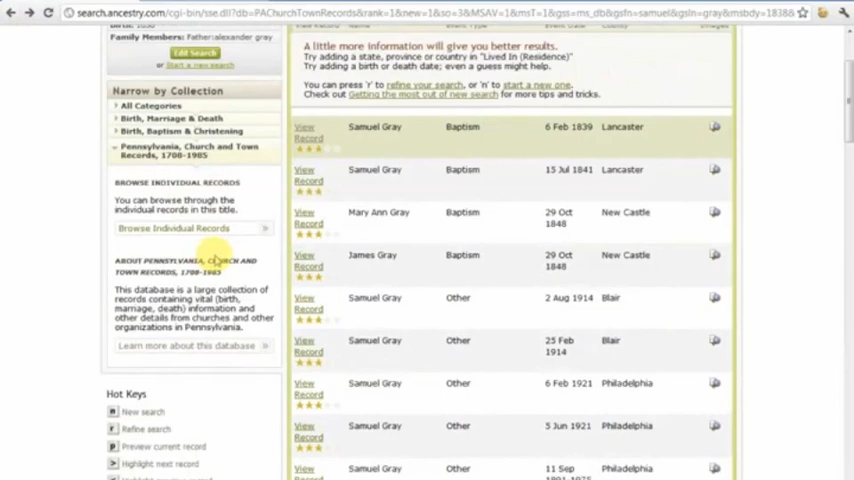 search.ancestry.com/cgi-bin/sse.dll?db=PAChurchTownRecords&rank=1&new=1&so=3&MSAV=1&msT=1&gss=ms_db&gsfn=samuel&gsln=gray&msbdy=1838&
Family Members: Father:alexander gray
Edit Search
or Start a new search
Narrow by Collection
All Categories
Birth, Marriage & Death
Birth, Baptism & Christening
Pennsylvania, Church and Town
Records, 1708-1985
BROWSE INDIVIDUAL RECORDS
You can browse through the
individual records in this title.
Browse Individual Records »
ABOUT PENNSYLVANIA, CHURCH AND
TOWN RECORDS, 1708-1985
This database is a large collection of
records containing vital (birth,
marriage, death) information and
other details from churches and other
organizations in Pennsylvania.
Learn more about this database »
Hot Keys
n New search
r Refine search
p Preview current record
> Highlight next record
A little more information will give you better results.
Try adding a state, province or country in "Lived In (Residence)"
Try adding a birth or death date; even a guess might help.
You can press 'r' to refine your search, or 'n' to start a new one.
Check out Getting the most out of new search for more tips and tricks.
View Record Samuel Gray Baptism 6 Feb 1839 Lancaster
View Record Samuel Gray Baptism 15 Jul 1841 Lancaster
View Record Mary Ann Gray Baptism 29 Oct 1848 New Castle
View Record James Gray Baptism 29 Oct 1848 New Castle
View Record Samuel Gray Other 2 Aug 1914 Blair
View Record Samuel Gray Other 25 Feb 1914 Blair
View Record Samuel Gray Other 6 Feb 1921 Philadelphia
View Record Samuel Gray Other 5 Jun 1921 Philadelphia
View Samuel Gray Other 11 Sep Philadelphia